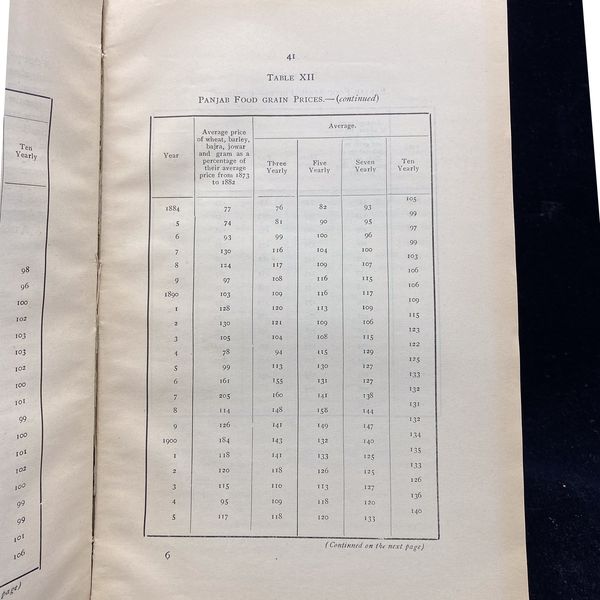 41
TABLE XII
PANJAB FOOD GRAIN PRICES.—(continued)
Year
Average price
of wheat, barley,
bajra, jowar
and gram as a
percentage of
their average
price from 1873
to 1882
Average.
Three
Yearly
Five
Yearly
Seven
Yearly
Ten
Yearly
105
1884 77 76 82 93
99
5 74 81 90 95
97
6 93 99 100 96
99
7 130 116 104 100
103
8 124 117 109 107
106
9 97 108 116 115
106
1890 103 109 116 117
109
1 128 120 113 109
115
2 130 121 109 106
123
3 105 104 108 115
122
4 78 94 115 129
125
5 99 113 130 127
133
6 161 155 131 127
132
7 205 160 141 138
131
8 114 148 158 144
132
9 126 141 149 147
134
1900 184 143 132 140
135
1 118 141 133 125
133
2 120 118 126 125
126
3 115 110 113 127
136
4 95 109 118 120
140
5 117 118 120 133
(Continued on the next page)
6
Ten
Yearly
98
96
100
102
103
103
102
100
101
99
100
101
102
100
99
99
101
106
page)